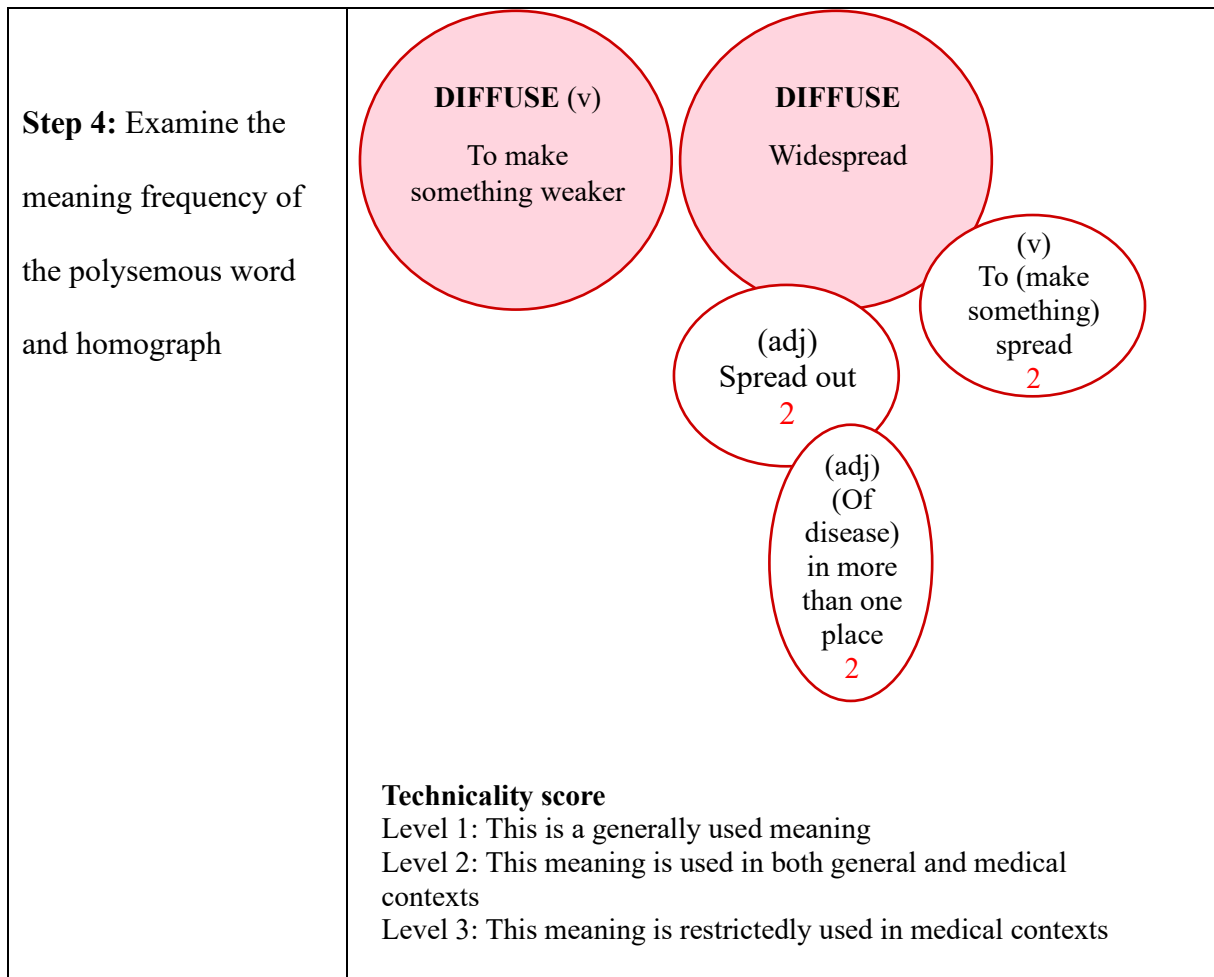 Step 4: Examine the
meaning frequency of
the polysemous word
and homograph
DIFFUSE (v)
To make
something weaker
DIFFUSE
Widespread
(v)
To (make
something)
spread
2
(adj)
Spread out
2
(adj)
(Of
disease)
in more
than one
place
2
Technicality score
Level 1: This is a generally used meaning
Level 2: This meaning is used in both general and medical
contexts
Level 3: This meaning is restrictedly used in medical contexts